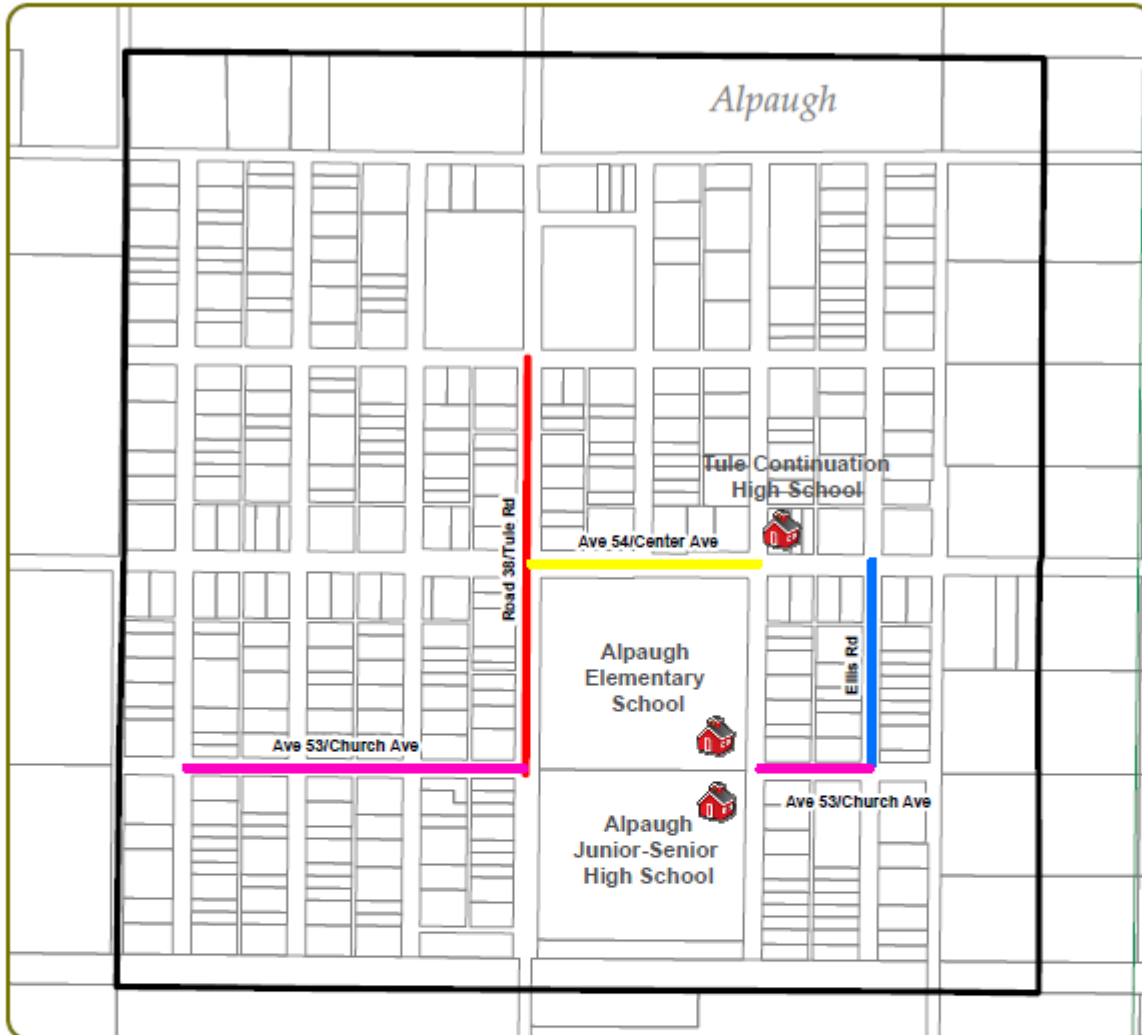 Alpaugh
Tule Continuation
High School
Road 38/Tule Rd
Ave 54/Center Ave
Alpaugh
Elementary
School
Ellis Rd
Ave 53/Church Ave
Ave 53/Church Ave
Alpaugh
Junior-Senior
High School